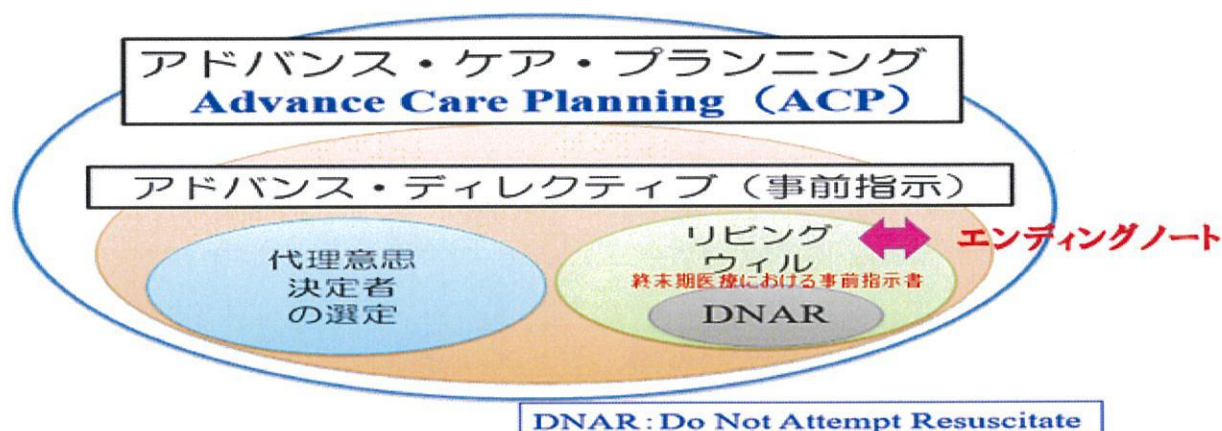 アドバンス・ケア・プランニング
Advance Care Planning（ACP）
アドバンス・ディレクティブ（事前指示）
代理意思
決定者
の選定
リビング
ウィル
終末期医療における事前指示書
DNAR
エンディングノート
DNAR：Do Not Attempt Resuscitate